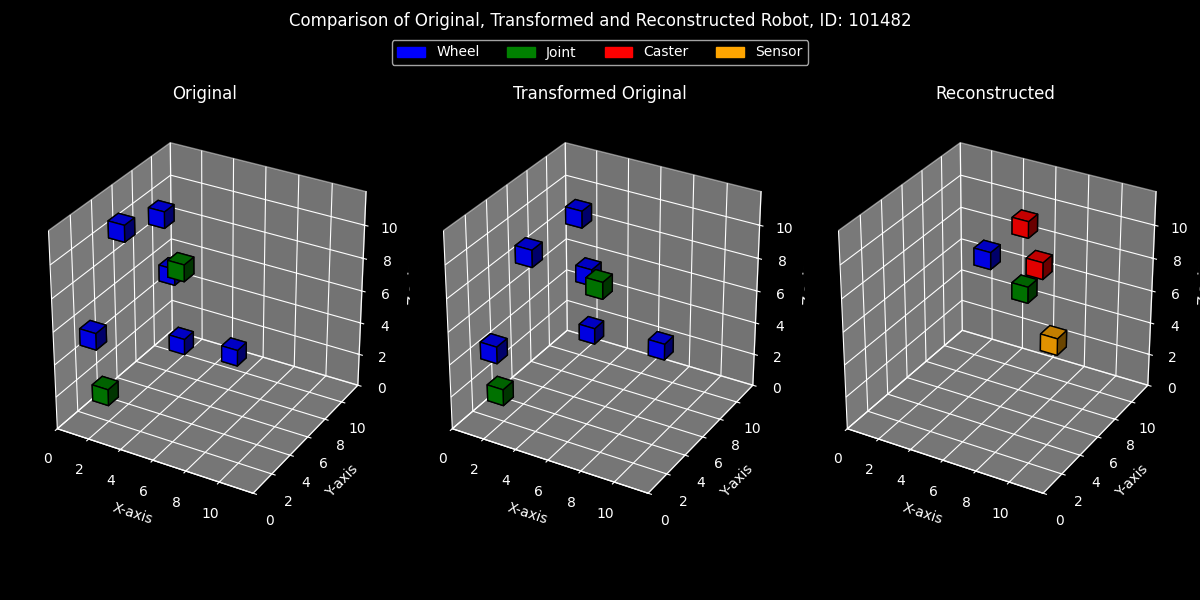 Comparison of Original, Transformed and Reconstructed Robot, ID: 101482
Wheel Joint Caster Sensor
Original
Transformed Original
Reconstructed
0 2 4 6 8 10
X-axis
0 2 4 6 8 10
Y-axis
0 2 4 6 8 10
0 2 4 6 8 10
X-axis
0 2 4 6 8 10
Y-axis
0 2 4 6 8 10
0 2 4 6 8 10
X-axis
0 2 4 6 8 10
Y-axis
0 2 4 6 8 10